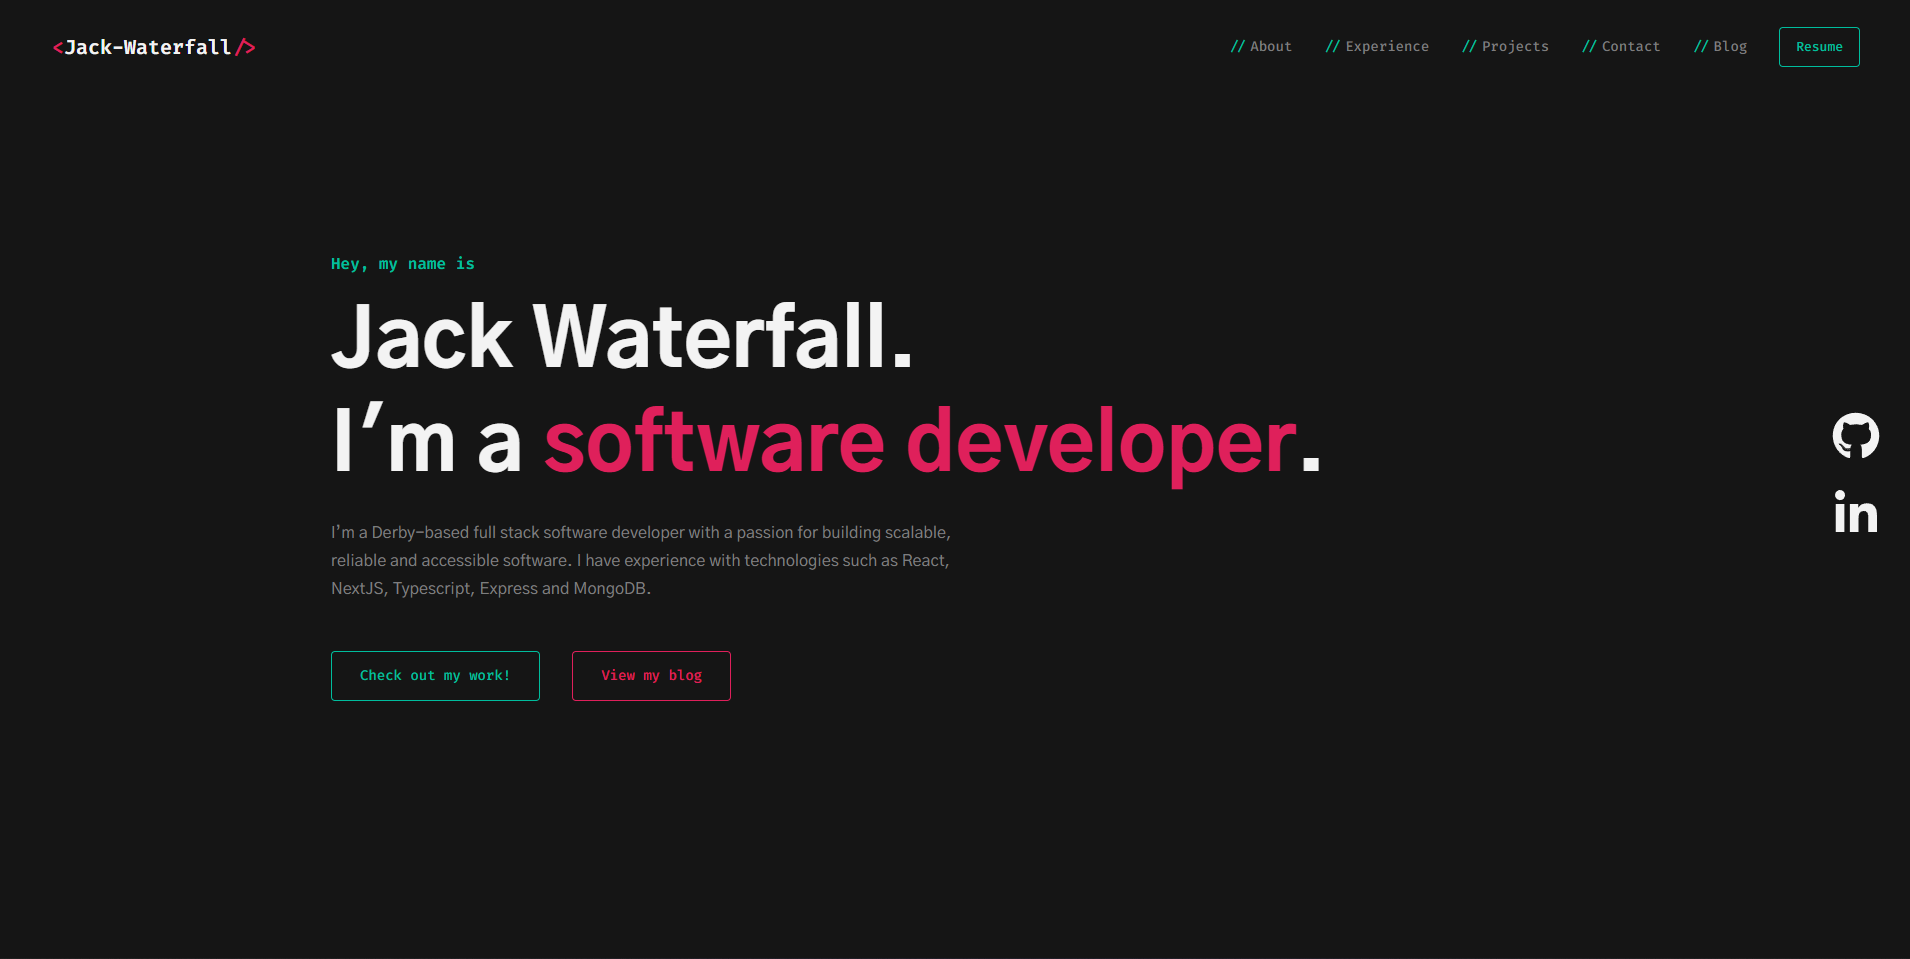 <Jack-Waterfall/>
// About // Experience // Projects // Contact // Blog Resume
Hey, my name is
Jack Waterfall.
I’m a software developer.
I’m a Derby-based full stack software developer with a passion for building scalable,
reliable and accessible software. I have experience with technologies such as React,
NextJS, Typescript, Express and MongoDB.
Check out my work! View my blog
in